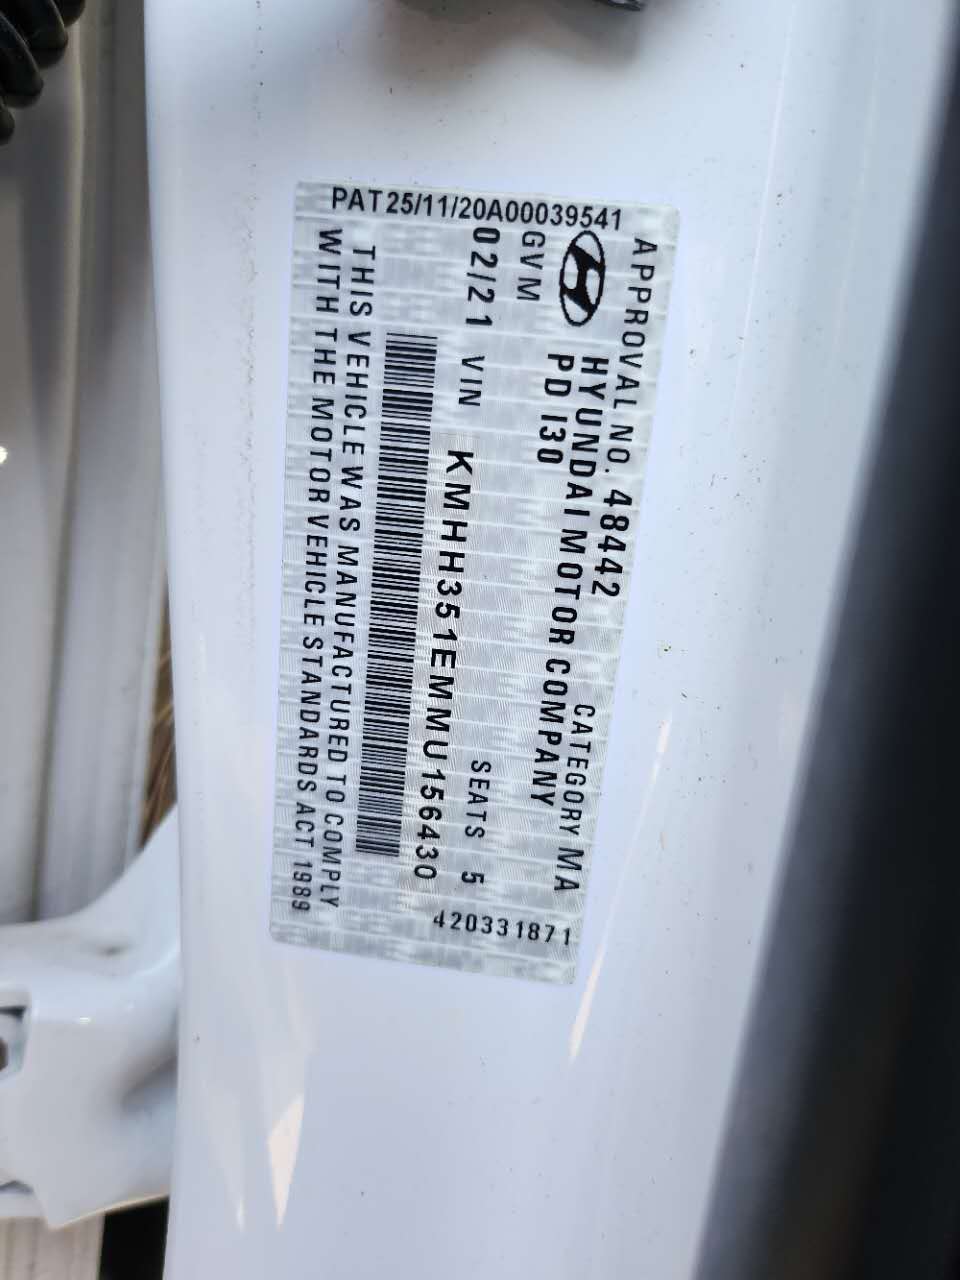 APPROVAL NO. 48442 CATEGORY MA
HYUNDAI MOTOR COMPANY
PD I30
GVM SEATS 5
02/21 VIN KMHH351EMMU156430
THIS VEHICLE WAS MANUFACTURED TO COMPLY
WITH THE MOTOR VEHICLE STANDARDS ACT 1989
PAT25/11/20A00039541
420331871